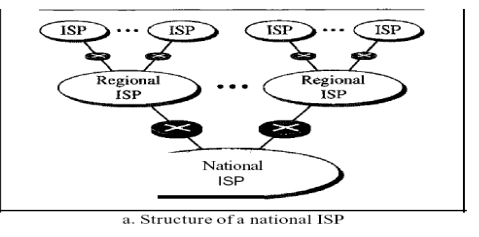 ISP ... ISP ISP ... ISP
Regional ... Regional
ISP ISP
National
ISP
a. Structure of a national ISP